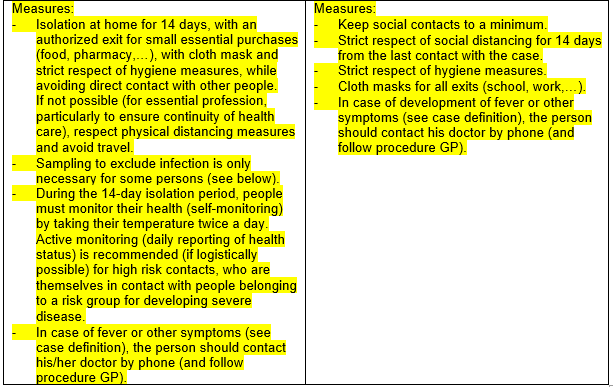 Measures:
- Isolation at home for 14 days, with an
authorized exit for small essential purchases
(food, pharmacy,…), with cloth mask and
strict respect of hygiene measures, while
avoiding direct contact with other people.
If not possible (for essential profession,
particularly to ensure continuity of health
care), respect physical distancing measures
and avoid travel.
- Sampling to exclude infection is only
necessary for some persons (see below).
- During the 14-day isolation period, people
must monitor their health (self-monitoring)
by taking their temperature twice a day.
Active monitoring (daily reporting of health
status) is recommended (if logistically
possible) for high risk contacts, who are
themselves in contact with people belonging
to a risk group for developing severe
disease.
- In case of fever or other symptoms (see
case definition), the person should contact
his/her doctor by phone (and follow
procedure GP).
Measures:
- Keep social contacts to a minimum.
- Strict respect of social distancing for 14 days
from the last contact with the case.
- Strict respect of hygiene measures.
- Cloth masks for all exits (school, work,…).
- In case of development of fever or other
symptoms (see case definition), the person
should contact his doctor by phone (and
follow procedure GP).